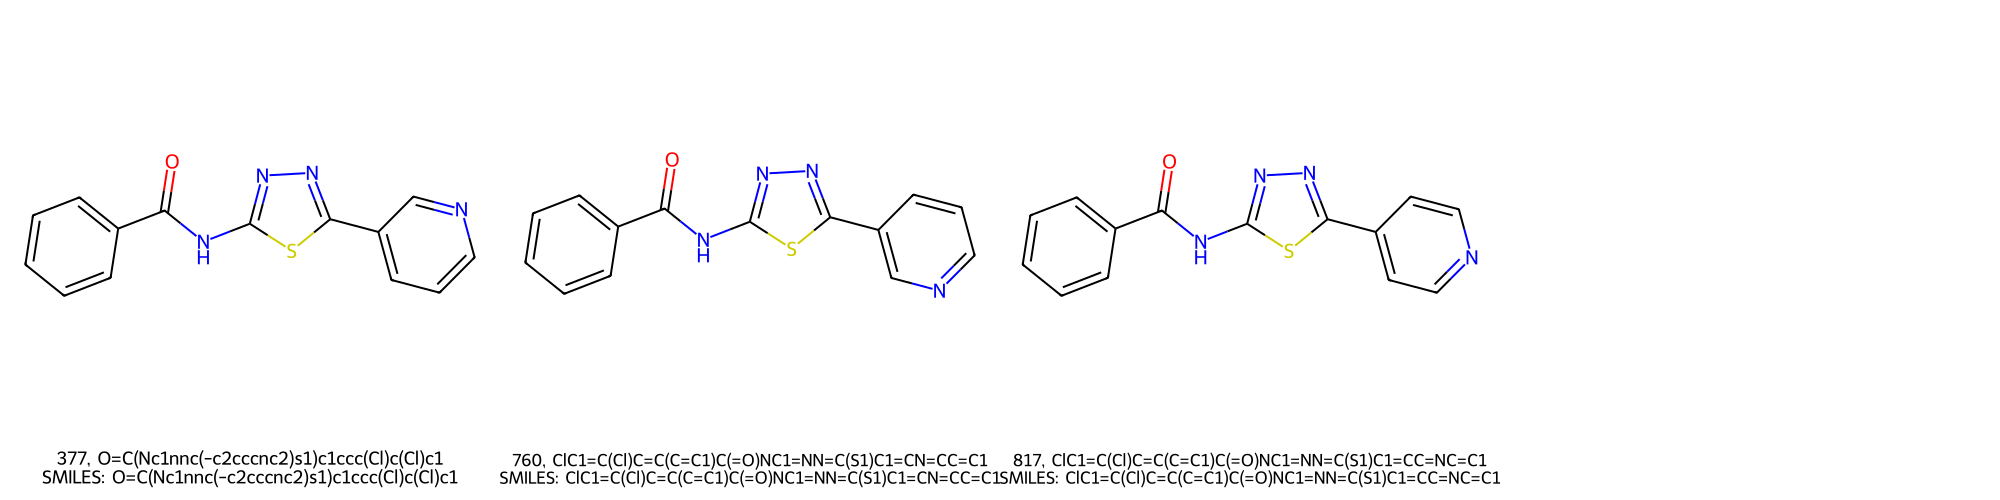 O N N N N H S
O N N N N H S
O N N N N H S
377, O=C(Nc1nnc(-c2cccnc2)s1)c1ccc(Cl)c(Cl)c1
SMILES: O=C(Nc1nnc(-c2cccnc2)s1)c1ccc(Cl)c(Cl)c1
760, ClC1=C(Cl)C=C(C=C1)C(=O)NC1=NN=C(S1)C1=CN=CC=C1
SMILES: ClC1=C(Cl)C=C(C=C1)C(=O)NC1=NN=C(S1)C1=CN=CC=C1
817, ClC1=C(Cl)C=C(C=C1)C(=O)NC1=NN=C(S1)C1=CC=NC=C1
SMILES: ClC1=C(Cl)C=C(C=C1)C(=O)NC1=NN=C(S1)C1=CC=NC=C1